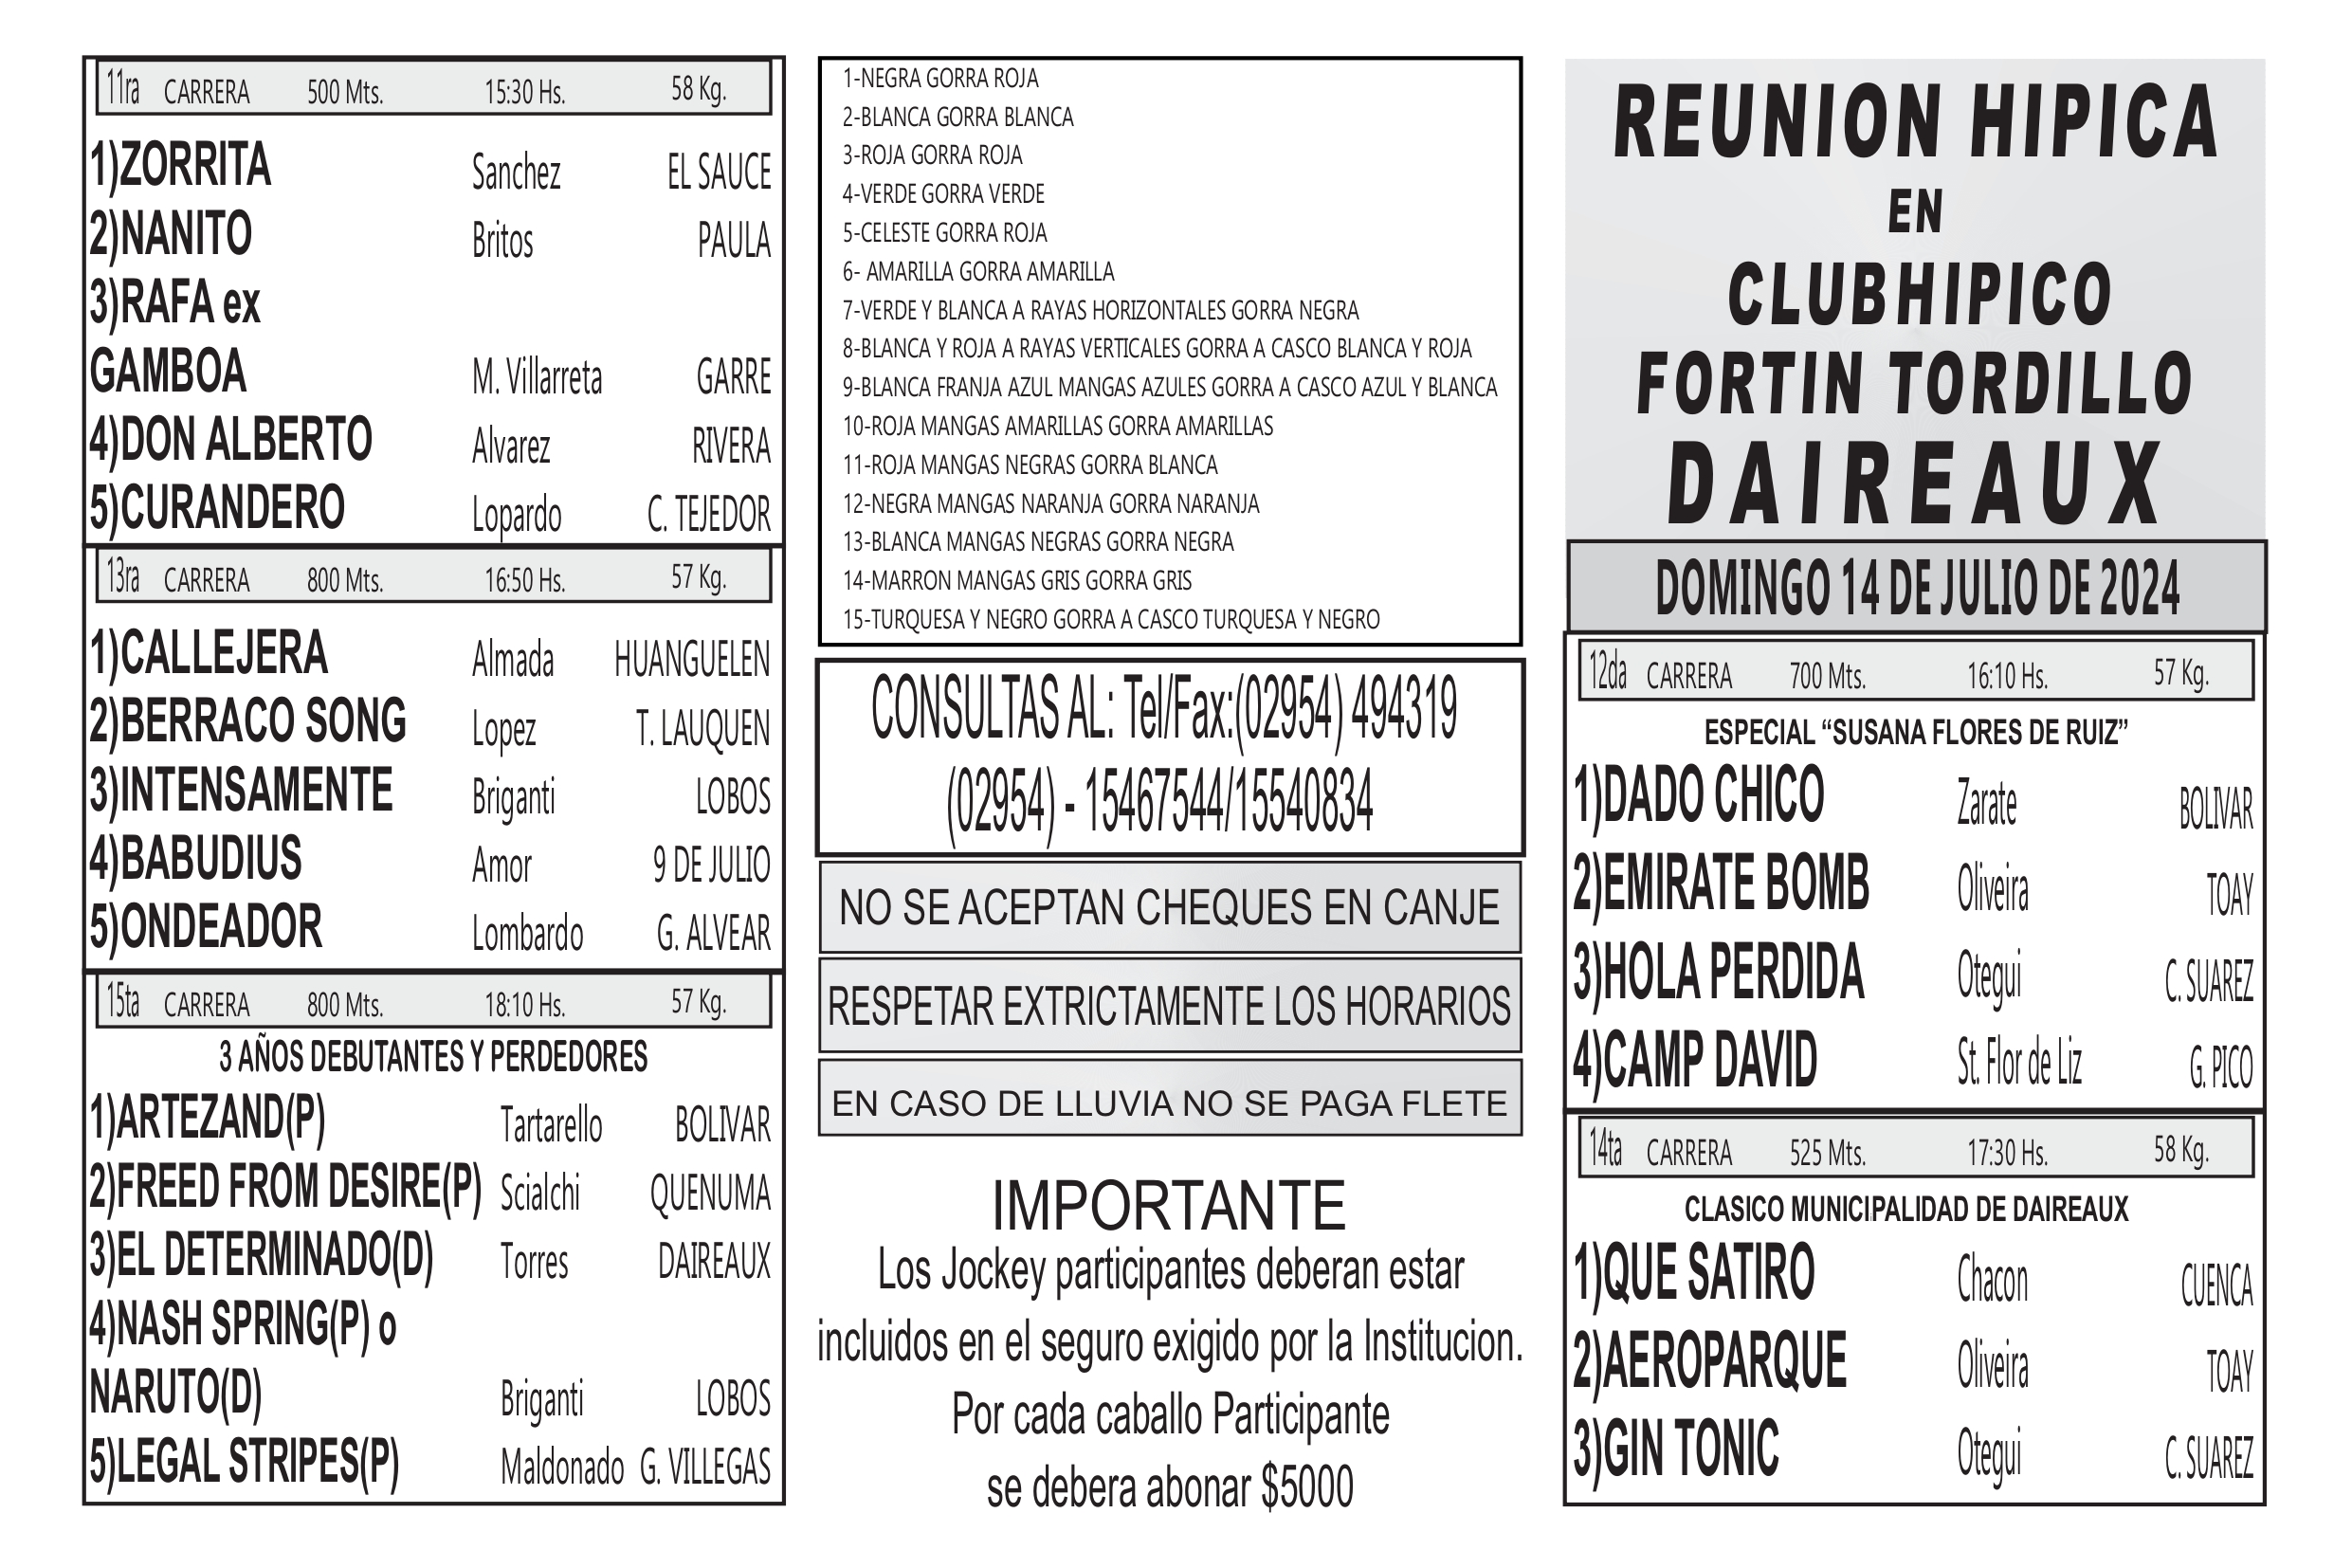 11ra CARRERA 500 Mts. 15:30 Hs. 58 Kg.
1)ZORRITA Sanchez EL SAUCE
2)NANITO Britos PAULA
3)RAFA ex
GAMBOA M. Villarreta GARRE
4)DON ALBERTO Alvarez RIVERA
5)CURANDERO Lopardo C. TEJEDOR
13ra CARRERA 800 Mts. 16:50 Hs. 57 Kg.
1)CALLEJERA Almada HUANGUELEN
2)BERRACO SONG Lopez T. LAUQUEN
3)INTENSAMENTE Briganti LOBOS
4)BABUDIUS Amor 9 DE JULIO
5)ONDEADOR Lombardo G. ALVEAR
15ta CARRERA 800 Mts. 18:10 Hs. 57 Kg.
3 AÑOS DEBUTANTES Y PERDEDORES
1)ARTEZAND(P) Tartarello BOLIVAR
2)FREED FROM DESIRE(P) Scialchi QUENUMA
3)EL DETERMINADO(D) Torres DAIREAUX
4)NASH SPRING(P) o
NARUTO(D) Briganti LOBOS
5)LEGAL STRIPES(P) Maldonado G. VILLEGAS
1-NEGRA GORRA ROJA
2-BLANCA GORRA BLANCA
3-ROJA GORRA ROJA
4-VERDE GORRA VERDE
5-CELESTE GORRA ROJA
6- AMARILLA GORRA AMARILLA
7-VERDE Y BLANCA A RAYAS HORIZONTALES GORRA NEGRA
8-BLANCA Y ROJA A RAYAS VERTICALES GORRA A CASCO BLANCA Y ROJA
9-BLANCA FRANJA AZUL MANGAS AZULES GORRA A CASCO AZUL Y BLANCA
10-ROJA MANGAS AMARILLAS GORRA AMARILLAS
11-ROJA MANGAS NEGRAS GORRA BLANCA
12-NEGRA MANGAS NARANJA GORRA NARANJA
13-BLANCA MANGAS NEGRAS GORRA NEGRA
14-MARRON MANGAS GRIS GORRA GRIS
15-TURQUESA Y NEGRO GORRA A CASCO TURQUESA Y NEGRO
CONSULTAS AL: Tel/Fax:(02954) 494319
(02954) - 15467544/15540834
NO SE ACEPTAN CHEQUES EN CANJE
RESPETAR EXTRICTAMENTE LOS HORARIOS
EN CASO DE LLUVIA NO SE PAGA FLETE
IMPORTANTE
Los Jockey participantes deberan estar
incluidos en el seguro exigido por la Institucion.
Por cada caballo Participante
se debera abonar $5000
REUNION HIPICA
EN
CLUBHIPICO
FORTIN TORDILLO
DAIREAUX
DOMINGO 14 DE JULIO DE 2024
12da CARRERA 700 Mts. 16:10 Hs. 57 Kg.
ESPECIAL “SUSANA FLORES DE RUIZ”
1)DADO CHICO Zarate BOLIVAR
2)EMIRATE BOMB Oliveira TOAY
3)HOLA PERDIDA Otegui C. SUAREZ
4)CAMP DAVID St. Flor de Liz G. PICO
14ta CARRERA 525 Mts. 17:30 Hs. 58 Kg.
CLASICO MUNICIPALIDAD DE DAIREAUX
1)QUE SATIRO Chacon CUENCA
2)AEROPARQUE Oliveira TOAY
3)GIN TONIC Otegui C. SUAREZ